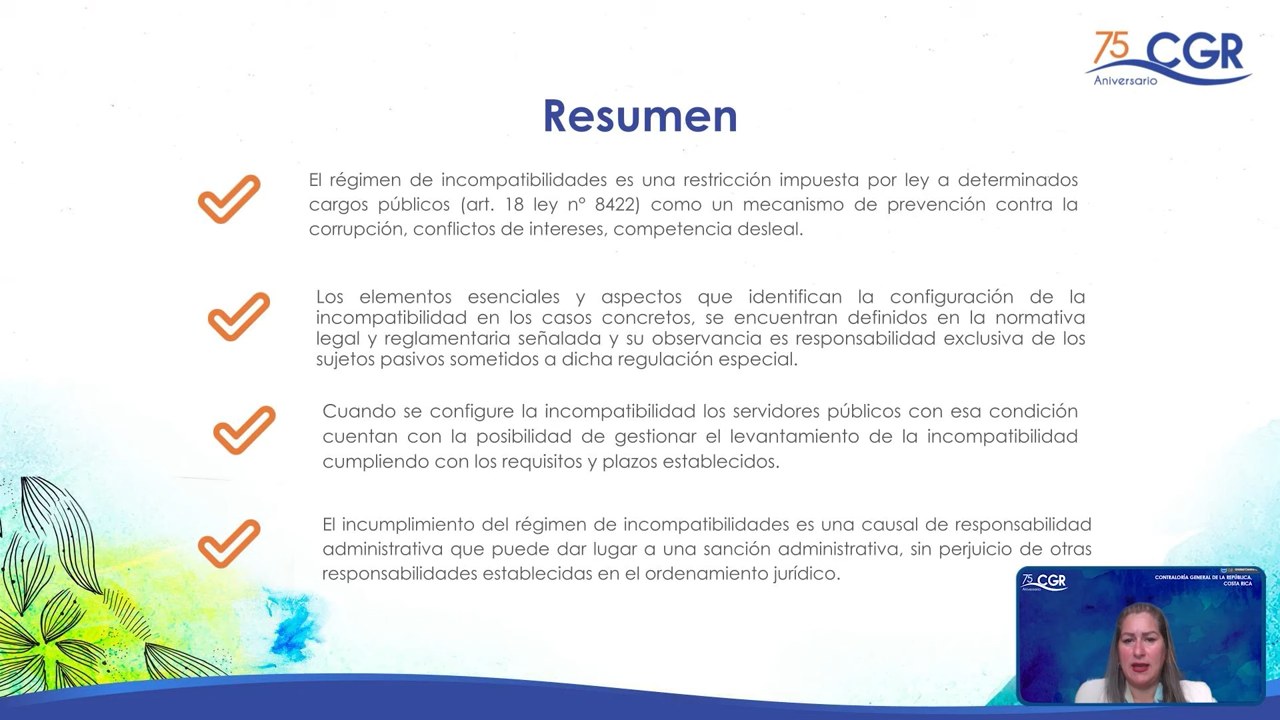 75 CGR
Aniversario
Resumen
El régimen de incompatibilidades es una restricción impuesta por ley a determinados
cargos públicos (art. 18 ley n° 8422) como un mecanismo de prevención contra la
corrupción, conflictos de intereses, competencia desleal.
Los elementos esenciales y aspectos que identifican la configuración de la
incompatibilidad en los casos concretos, se encuentran definidos en la normativa
legal y reglamentaria señalada y su observancia es responsabilidad exclusiva de los
sujetos pasivos sometidos a dicha regulación especial.
Cuando se configure la incompatibilidad los servidores públicos con esa condición
cuentan con la posibilidad de gestionar el levantamiento de la incompatibilidad
cumpliendo con los requisitos y plazos establecidos.
El incumplimiento del régimen de incompatibilidades es una causal de responsabilidad
administrativa que puede dar lugar a una sanción administrativa, sin perjuicio de otras
responsabilidades establecidas en el ordenamiento jurídico.
75 CGR
Aniversario
CONTRALORÍA GENERAL DE LA REPÚBLICA,
COSTA RICA